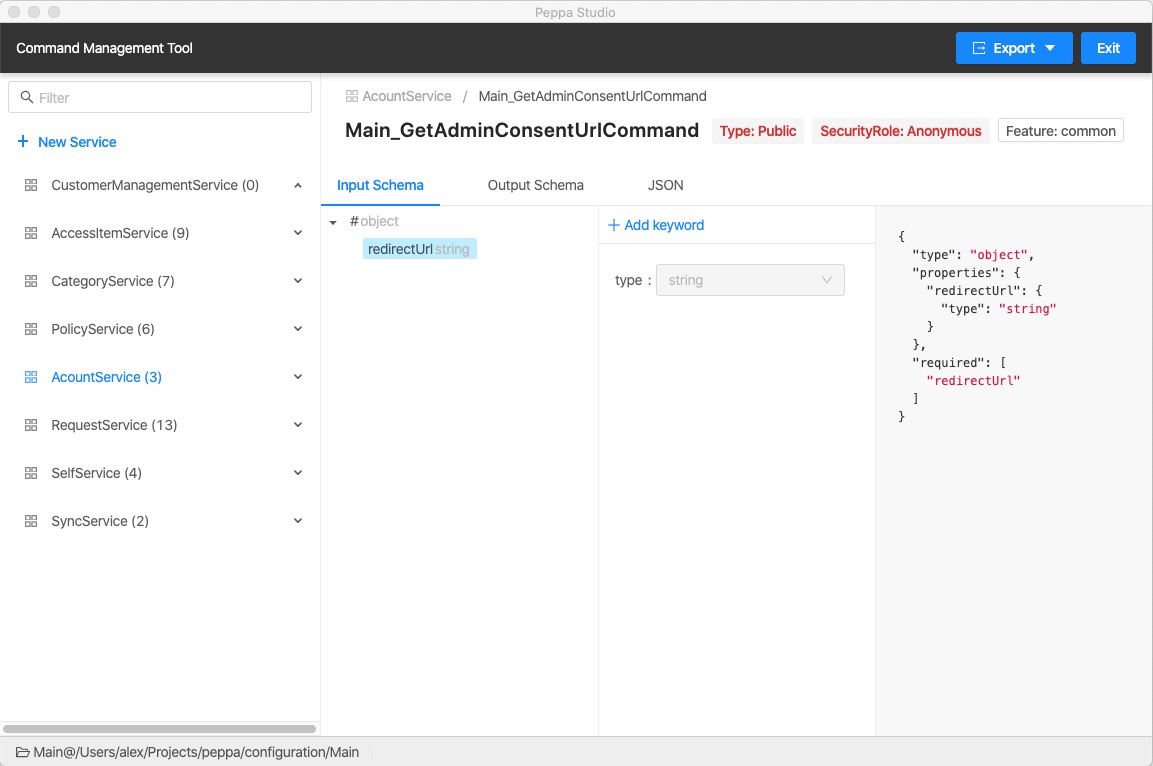 Peppa Studio
Command Management Tool
Export
Exit
Filter
New Service
CustomerManagementService (0)
AccessItemService (9)
CategoryService (7)
PolicyService (6)
AcountService (3)
RequestService (13)
SelfService (4)
SyncService (2)
AcountService / Main_GetAdminConsentUrlCommand
Main_GetAdminConsentUrlCommand Type: Public SecurityRole: Anonymous Feature: common
Input Schema Output Schema JSON
# object
redirectUrl string
Add keyword
type : string
{
  "type": "object",
  "properties": {
    "redirectUrl": {
      "type": "string"
    }
  },
  "required": [
    "redirectUrl"
  ]
}
Main@/Users/alex/Projects/peppa/configuration/Main